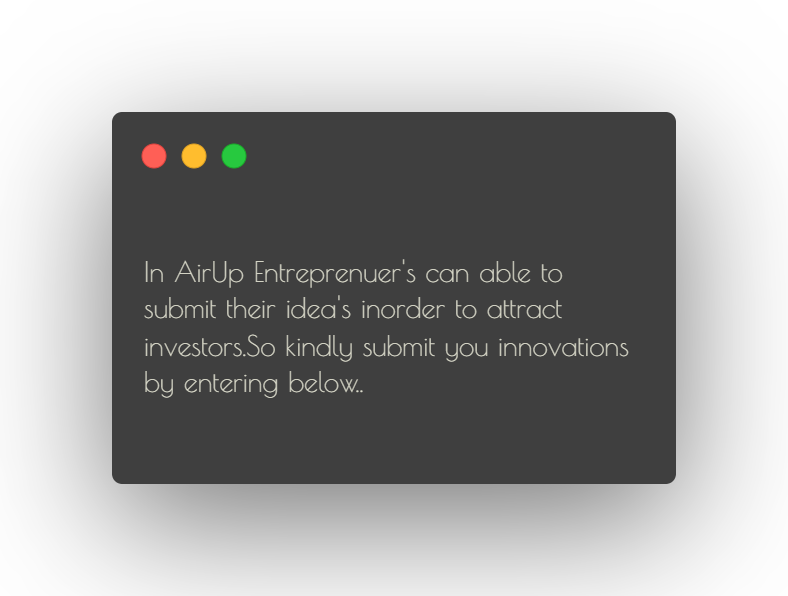 In AirUp Entreprenuer's can able to
submit their idea's inorder to attract
investors.So kindly submit you innovations
by entering below..